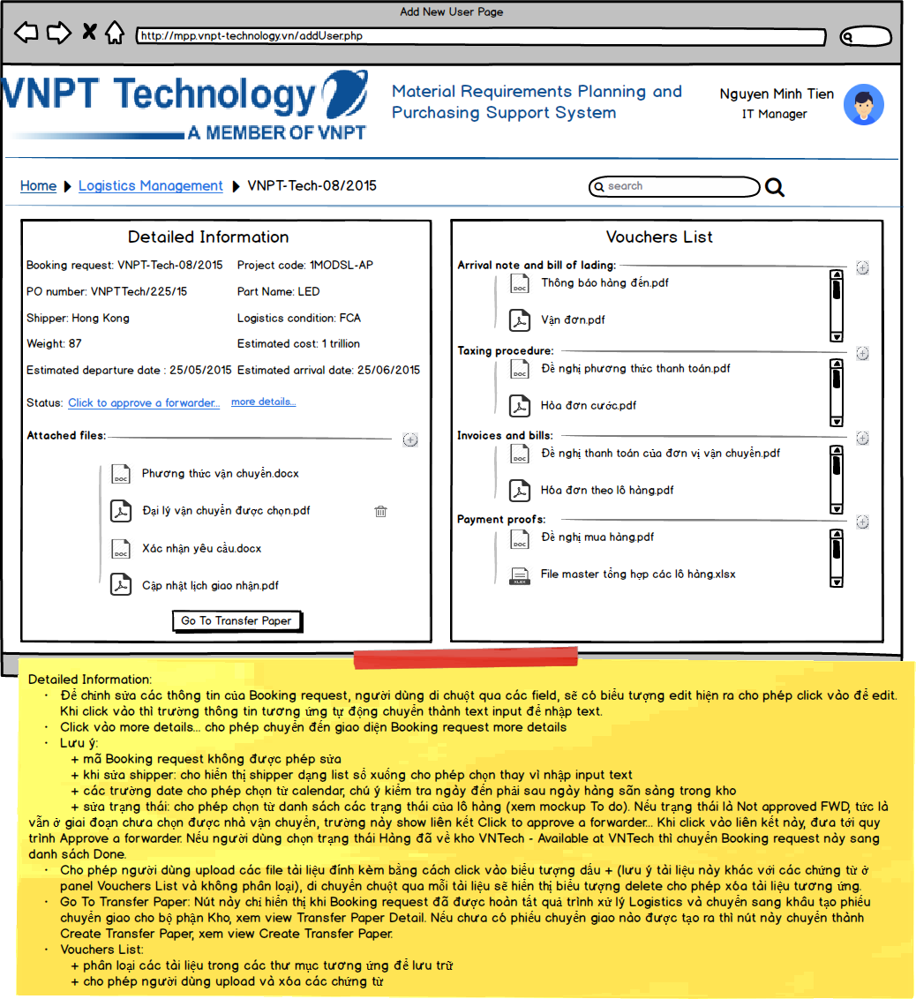 Add New User Page
http://mpp.vnpt-technology.vn/addUser.php
VNPT Technology
A MEMBER OF VNPT
Material Requirements Planning and
Purchasing Support System
Nguyen Minh Tien
IT Manager
Home
Logistics Management
VNPT-Tech-08/2015
search
Detailed Information
Booking request: VNPT-Tech-08/2015 Project code: 1MODSL-AP
PO number: VNPTTech/225/15 Part Name: LED
Shipper: Hong Kong Logistics condition: FCA
Weight: 87 Estimated cost: 1 trillion
Estimated departure date : 25/05/2015 Estimated arrival date: 25/06/2015
Status: Click to approve a forwarder... more details...
Attached files:
DOC Phương thức vận chuyển.docx
Đại lý vận chuyển được chọn.pdf
DOC Xác nhận yêu cầu.docx
Cập nhật lịch giao nhận.pdf
Go To Transfer Paper
Vouchers List
Arrival note and bill of lading:
DOC Thông báo hàng đến.pdf
Vận đơn.pdf
Taxing procedure:
DOC Đề nghị phương thức thanh toán.pdf
Hóa đơn cước.pdf
Invoices and bills:
DOC Đề nghị thanh toán của đơn vị vận chuyển.pdf
Hóa đơn theo lô hàng.pdf
Payment proofs:
DOC Đề nghị mua hàng.pdf
XLSX File master tổng hợp các lô hàng.xlsx
Detailed Information:
· Để chỉnh sửa các thông tin của Booking request, người dùng di chuột qua các field, sẽ có biểu tượng edit hiện ra cho phép click vào để edit.
Khi click vào thì trường thông tin tương ứng tự động chuyển thành text input để nhập text.
· Click vào more details... cho phép chuyển đến giao diện Booking request more details
· Lưu ý:
+ mã Booking request không được phép sửa
+ khi sửa shipper: cho hiển thị shipper dạng list sổ xuống cho phép chọn thay vì nhập input text
+ các trường date cho phép chọn từ calendar, chú ý kiểm tra ngày đến phải sau ngày hàng sẵn sàng trong kho
+ sửa trạng thái: cho phép chọn từ danh sách các trạng thái của lô hàng (xem mockup To do). Nếu trạng thái là Not approved FWD, tức là
vẫn ở giai đoạn chưa chọn được nhà vận chuyển, trường này show liên kết Click to approve a forwarder... Khi click vào liên kết này, đưa tới quy
trình Approve a forwarder. Nếu người dùng chọn trạng thái Hàng đã về kho VNTech - Available at VNTech thì chuyển Booking request này sang
danh sách Done.
· Cho phép người dùng upload các file tài liệu đính kèm bằng cách click vào biểu tượng dấu + (lưu ý tài liệu này khác với các chứng từ ở
panel Vouchers List và không phân loại), di chuyển chuột qua mỗi tài liệu sẽ hiển thị biểu tượng delete cho phép xóa tài liệu tương ứng.
· Go To Transfer Paper: Nút này chỉ hiển thị khi Booking request đã được hoàn tất quá trình xử lý Logistics và chuyển sang khâu tạo phiếu
chuyển giao cho bộ phận Kho, xem view Transfer Paper Detail. Nếu chưa có phiếu chuyển giao nào được tạo ra thì nút này chuyển thành
Create Transfer Paper, xem view Create Transfer Paper.
· Vouchers List:
+ phân loại các tài liệu trong các thư mục tương ứng để lưu trữ
+ cho phép người dùng upload và xóa các chứng từ